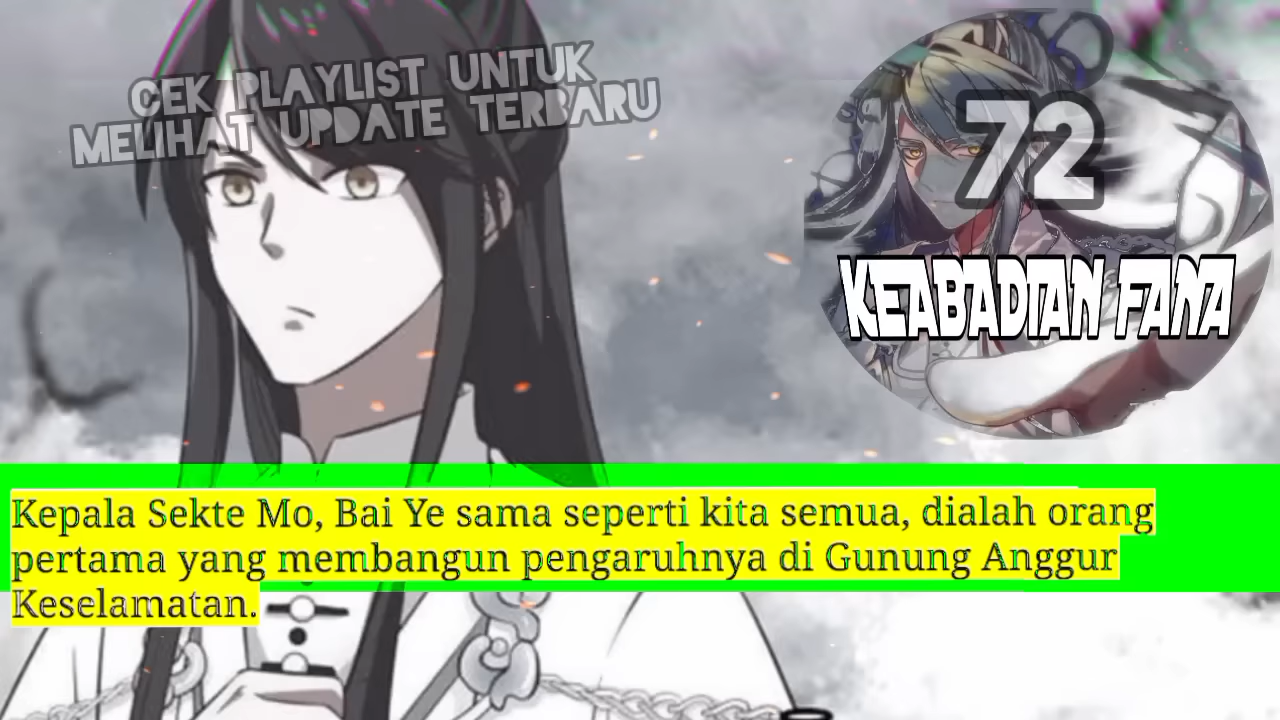 CEK PLAYLIST UNTUK
MELIHAT UPDATE TERBARU
72
KEABADIAN FANA
Kepala Sekte Mo, Bai Ye sama seperti kita semua, dialah orang
pertama yang membangun pengaruhnya di Gunung Anggur
Keselamatan.